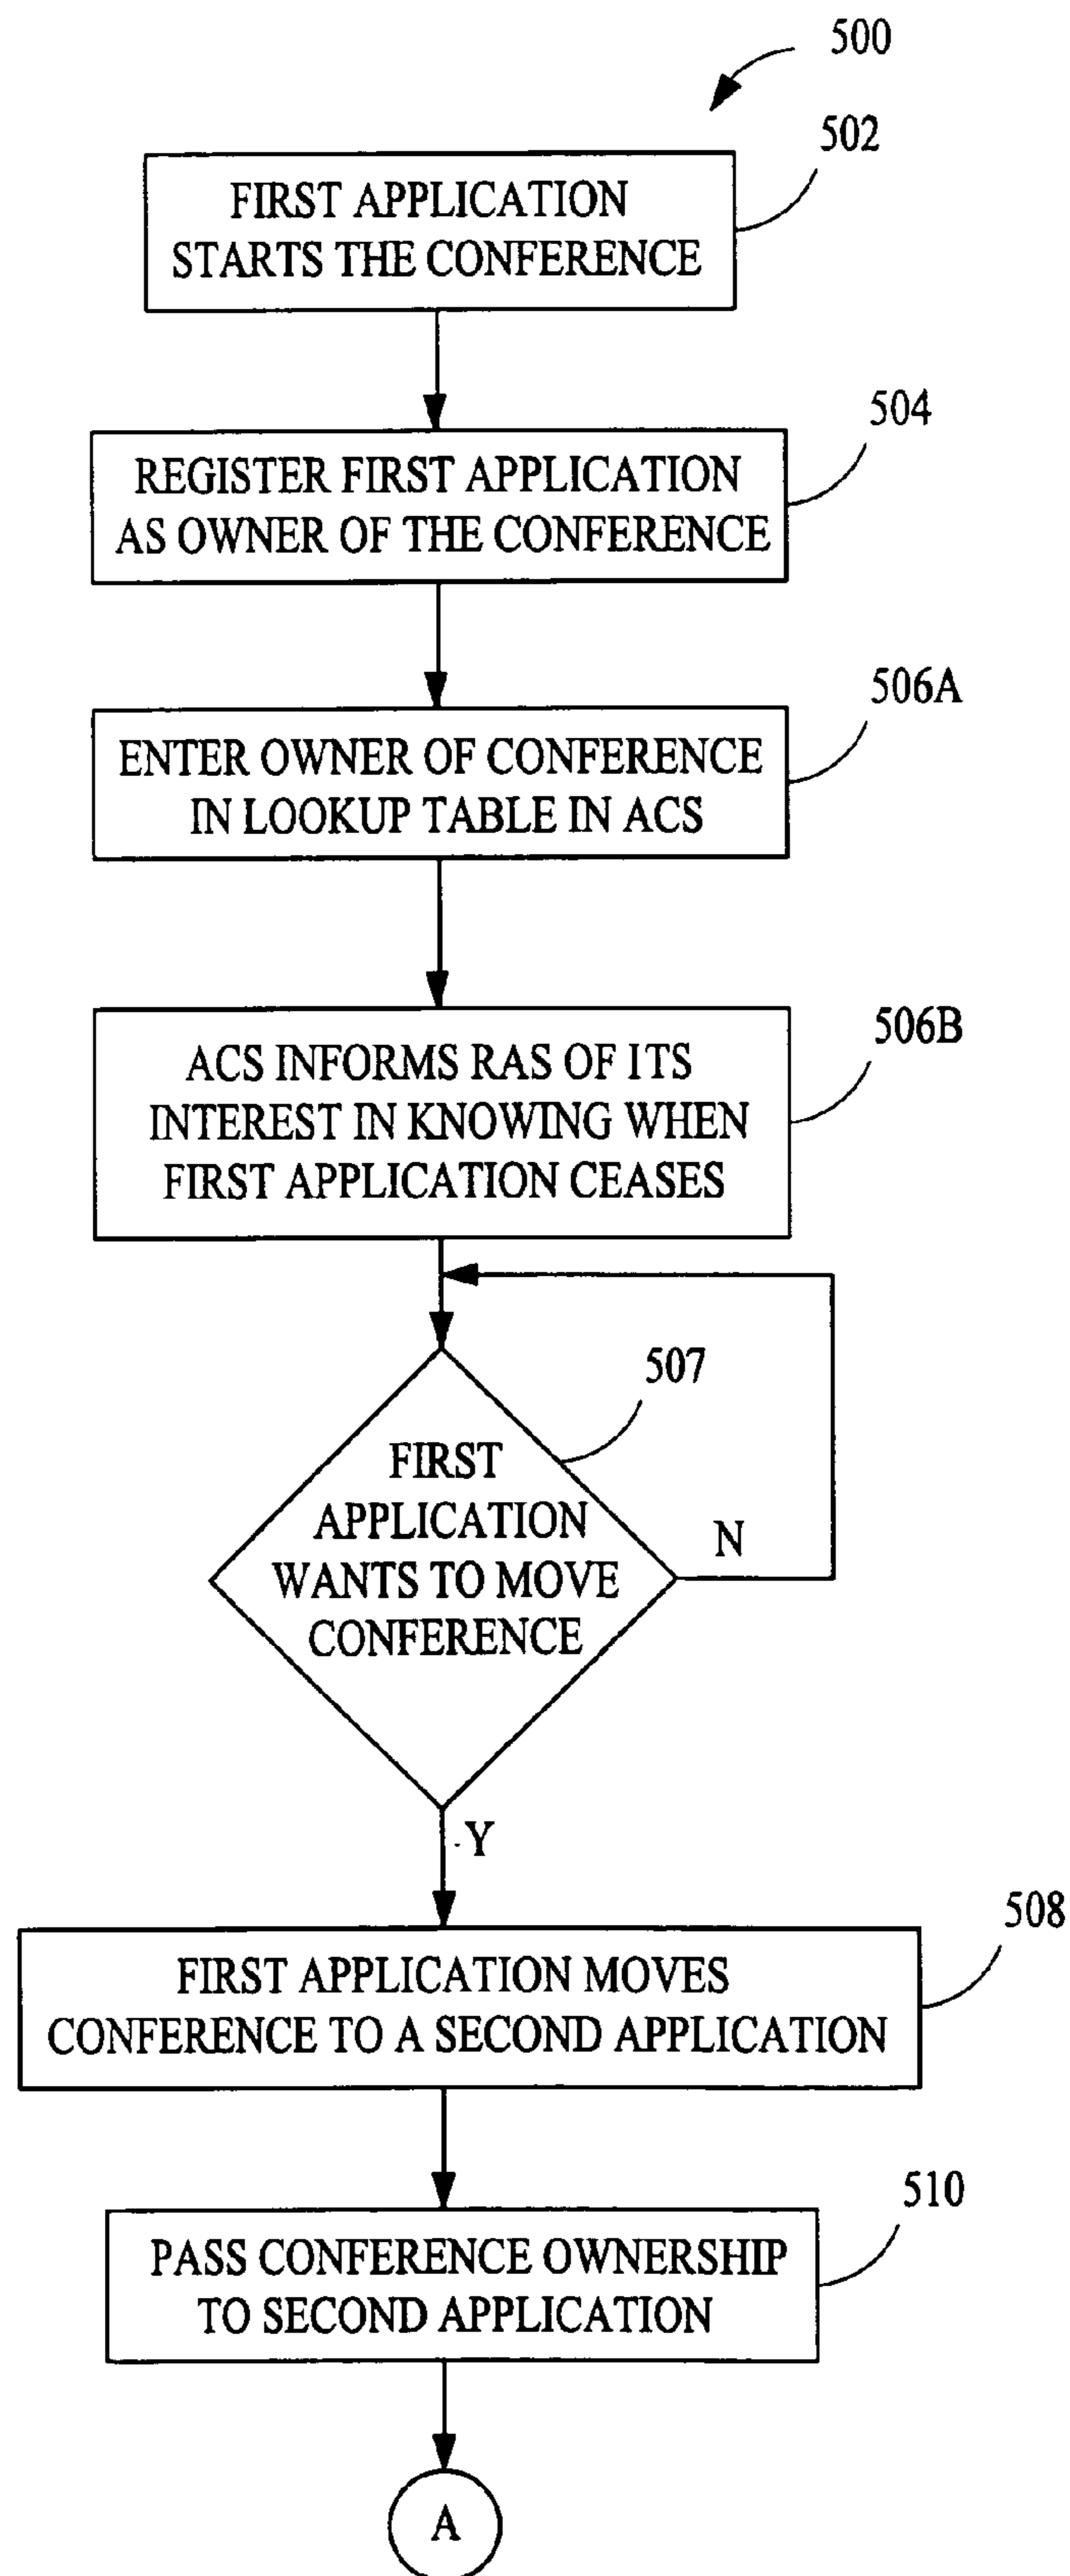 500
502
FIRST APPLICATION
STARTS THE CONFERENCE
504
REGISTER FIRST APPLICATION
AS OWNER OF THE CONFERENCE
506A
ENTER OWNER OF CONFERENCE
IN LOOKUP TABLE IN ACS
506B
ACS INFORMS RAS OF ITS
INTEREST IN KNOWING WHEN
FIRST APPLICATION CEASES
507
FIRST
APPLICATION
WANTS TO MOVE
CONFERENCE
N
Y
508
FIRST APPLICATION MOVES
CONFERENCE TO A SECOND APPLICATION
510
PASS CONFERENCE OWNERSHIP
TO SECOND APPLICATION
A